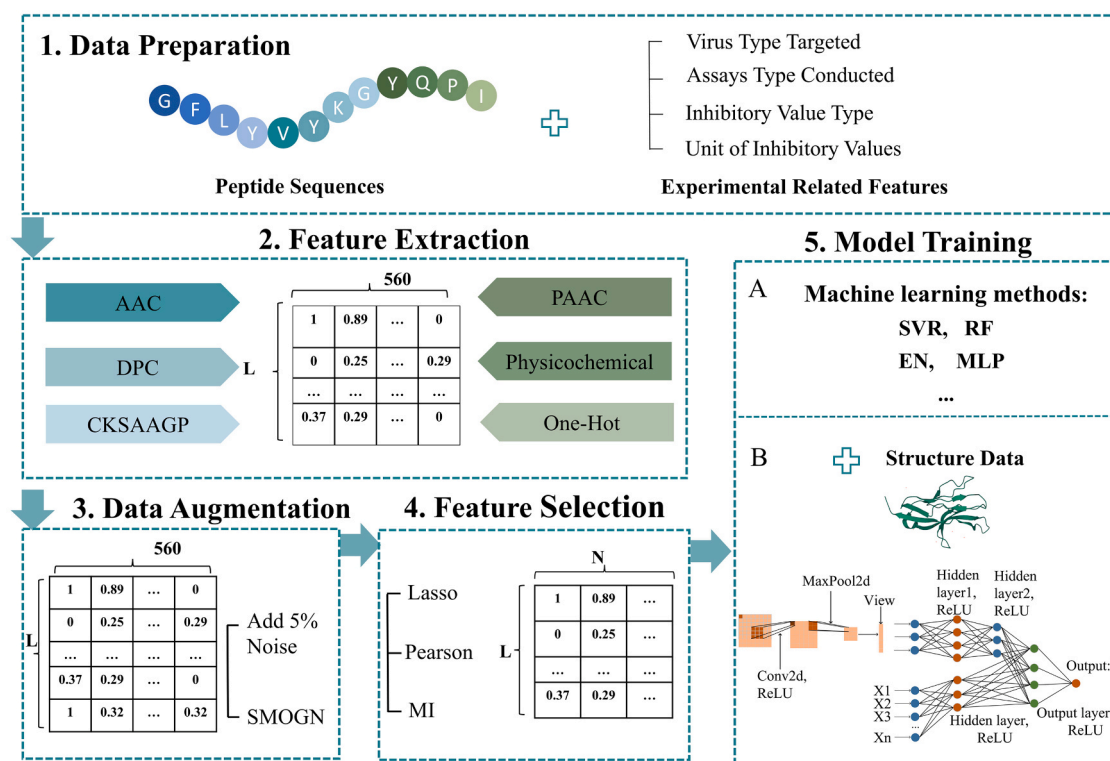 1. Data Preparation
G F L Y V Y K G Y Q P I
Peptide Sequences
Virus Type Targeted
Assays Type Conducted
Inhibitory Value Type
Unit of Inhibitory Values
Experimental Related Features
2. Feature Extraction
AAC
DPC
CKSAAGP
560
L
1 0.89 ... 0
0 0.25 ... 0.29
... ... ... ...
0.37 0.29 ... 0
PAAC
Physicochemical
One-Hot
3. Data Augmentation
560
L
1 0.89 ... 0
0 0.25 ... 0.29
... ... ... ...
0.37 0.29 ... 0
1 0.32 ... 0.32
Add 5%
Noise
SMOGN
4. Feature Selection
Lasso
Pearson
MI
N
L
1 0.89 ...
0 0.25 ...
... ... ...
0.37 0.29 ...
5. Model Training
A
Machine learning methods:
SVR, RF
EN, MLP
...
B
Structure Data
MaxPool2d
View
Conv2d,
ReLU
Hidden
layer1,
ReLU
Hidden
layer2,
ReLU
X1
X2
X3
...
Xn
Hidden layer,
ReLU
Output:
Output layer
ReLU